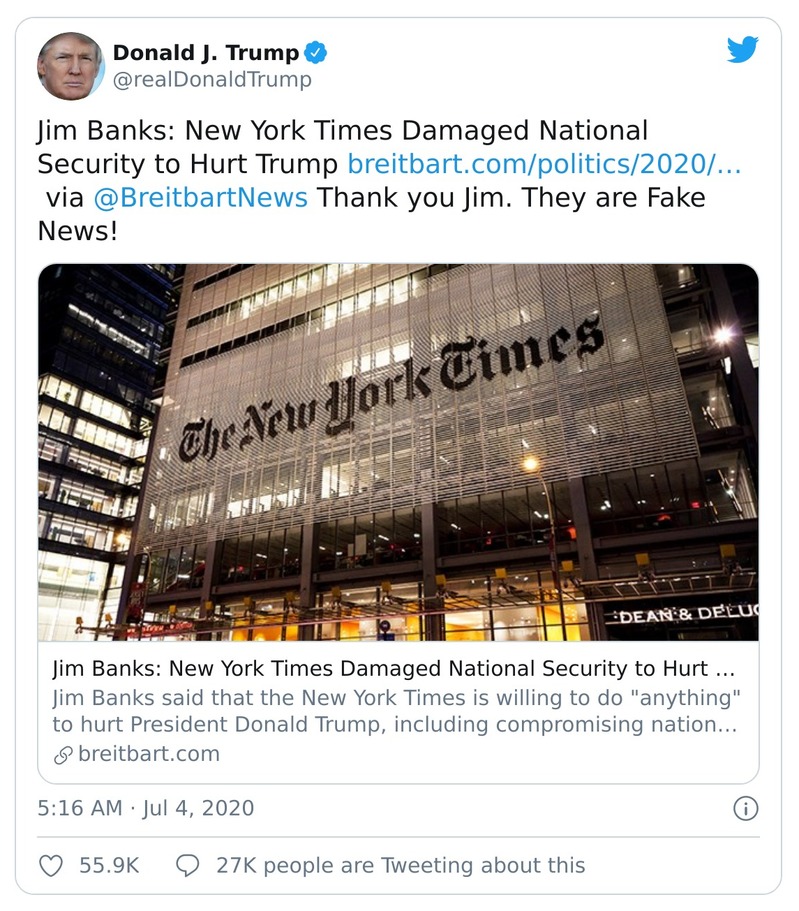 Donald J. Trump
@realDonaldTrump
Jim Banks: New York Times Damaged National
Security to Hurt Trump breitbart.com/politics/2020/…
via @BreitbartNews Thank you Jim. They are Fake
News!
The New York Times
DEAN & DELUC
Jim Banks: New York Times Damaged National Security to Hurt ...
Jim Banks said that the New York Times is willing to do "anything"
to hurt President Donald Trump, including compromising nation...
breitbart.com
5:16 AM · Jul 4, 2020
55.9K
27K people are Tweeting about this